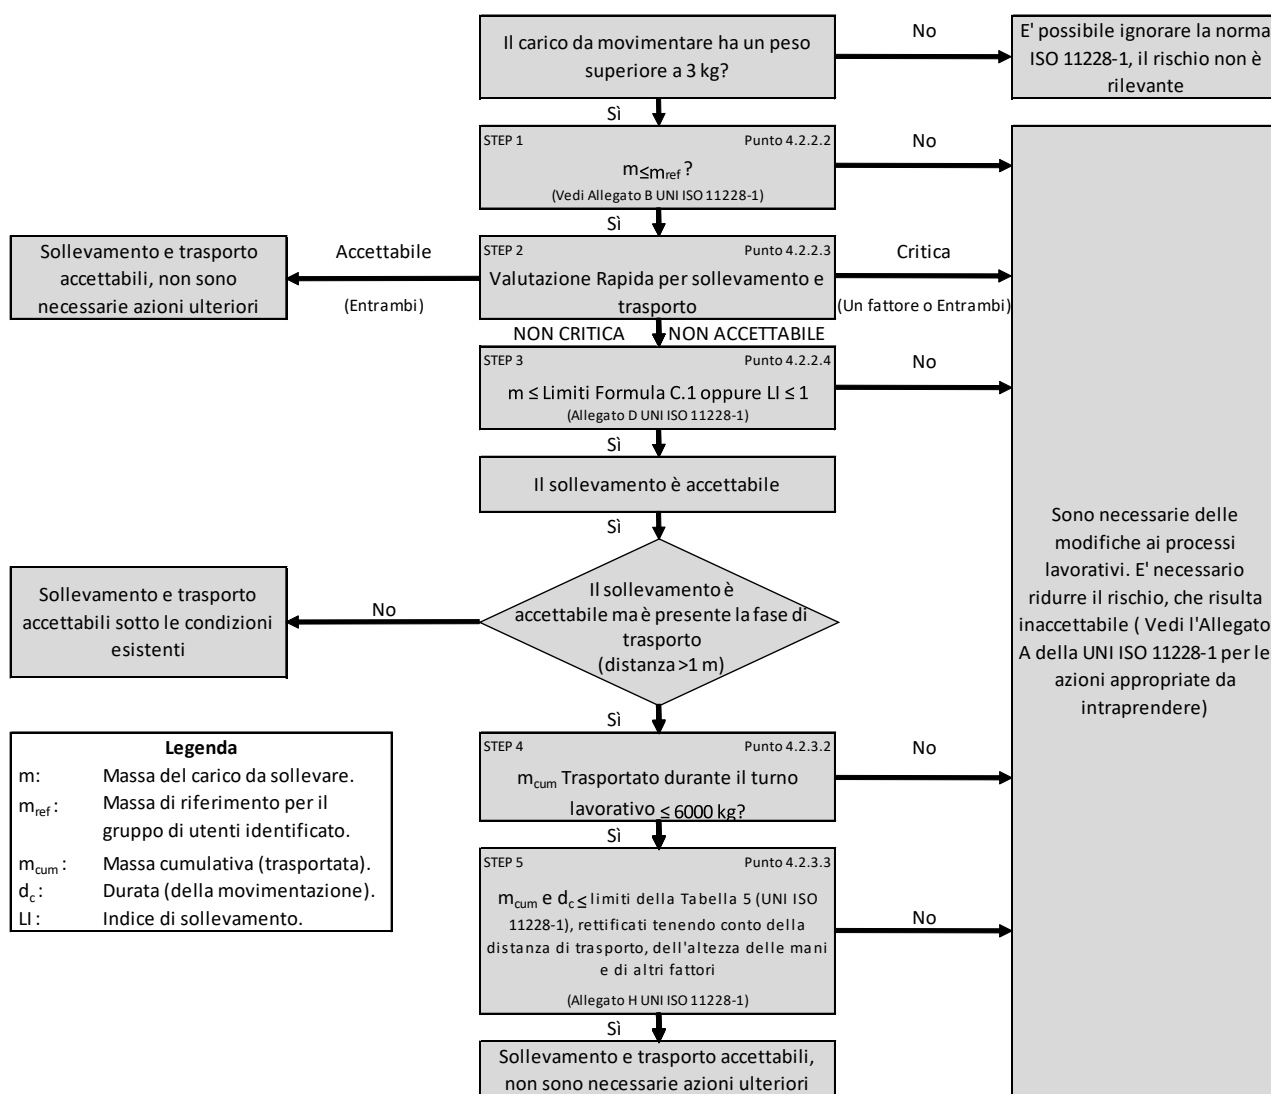 Il carico da movimentare ha un peso
superiore a 3 kg?
No
E' possibile ignorare la norma
ISO 11228-1, il rischio non è
rilevante
Sì
STEP 1 Punto 4.2.2.2
m≤mref ?
(Vedi Allegato B UNI ISO 11228-1)
No
Sì
Sollevamento e trasporto
accettabili, non sono
necessarie azioni ulteriori
Accettabile
(Entrambi)
STEP 2 Punto 4.2.2.3
Valutazione Rapida per sollevamento e
trasporto
Critica
(Un fattore o Entrambi)
NON CRITICA NON ACCETTABILE
STEP 3 Punto 4.2.2.4
m ≤ Limiti Formula C.1 oppure LI ≤ 1
(Allegato D UNI ISO 11228-1)
No
Sì
Il sollevamento è accettabile
Sì
Sono necessarie delle
modifiche ai processi
lavorativi. E' necessario
ridurre il rischio, che risulta
inaccettabile ( Vedi l'Allegato
A della UNI ISO 11228-1 per le
azioni appropriate da
intraprendere)
Il sollevamento è
accettabile ma è presente la fase di
trasporto
(distanza >1 m)
No
Sollevamento e trasporto
accettabili sotto le condizioni
esistenti
Sì
STEP 4 Punto 4.2.3.2
mcum Trasportato durante il turno
lavorativo ≤ 6000 kg?
No
Sì
Legenda
m: Massa del carico da sollevare.
mref : Massa di riferimento per il
gruppo di utenti identificato.
mcum : Massa cumulativa (trasportata).
dc : Durata (della movimentazione).
LI : Indice di sollevamento.
STEP 5 Punto 4.2.3.3
mcum e dc ≤ limiti della Tabella 5 (UNI ISO
11228-1), rettificati tenendo conto della
distanza di trasporto, dell'altezza delle mani
e di altri fattori
(Allegato H UNI ISO 11228-1)
No
Sì
Sollevamento e trasporto accettabili,
non sono necessarie azioni ulteriori